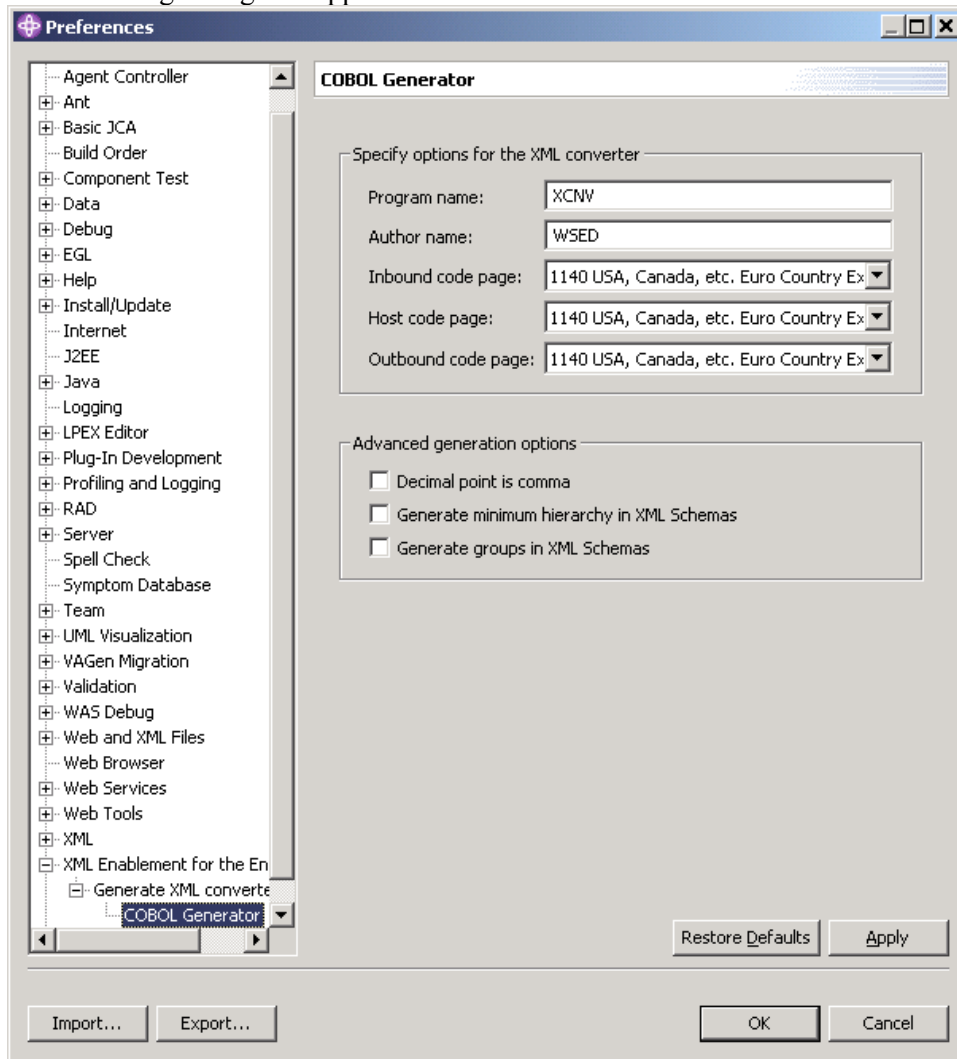 Preferences
Agent Controller
Ant
Basic JCA
Build Order
Component Test
Data
Debug
EGL
Help
Install/Update
Internet
J2EE
Java
Logging
LPEX Editor
Plug-In Development
Profiling and Logging
RAD
Server
Spell Check
Symptom Database
Team
UML Visualization
VAGen Migration
Validation
WAS Debug
Web and XML Files
Web Browser
Web Services
Web Tools
XML
XML Enablement for the En
Generate XML converte
COBOL Generator
COBOL Generator
Specify options for the XML converter
Program name: XCNV
Author name: WSED
Inbound code page: 1140 USA, Canada, etc. Euro Country Ex
Host code page: 1140 USA, Canada, etc. Euro Country Ex
Outbound code page: 1140 USA, Canada, etc. Euro Country Ex
Advanced generation options
Decimal point is comma
Generate minimum hierarchy in XML Schemas
Generate groups in XML Schemas
Restore Defaults Apply
Import... Export... OK Cancel